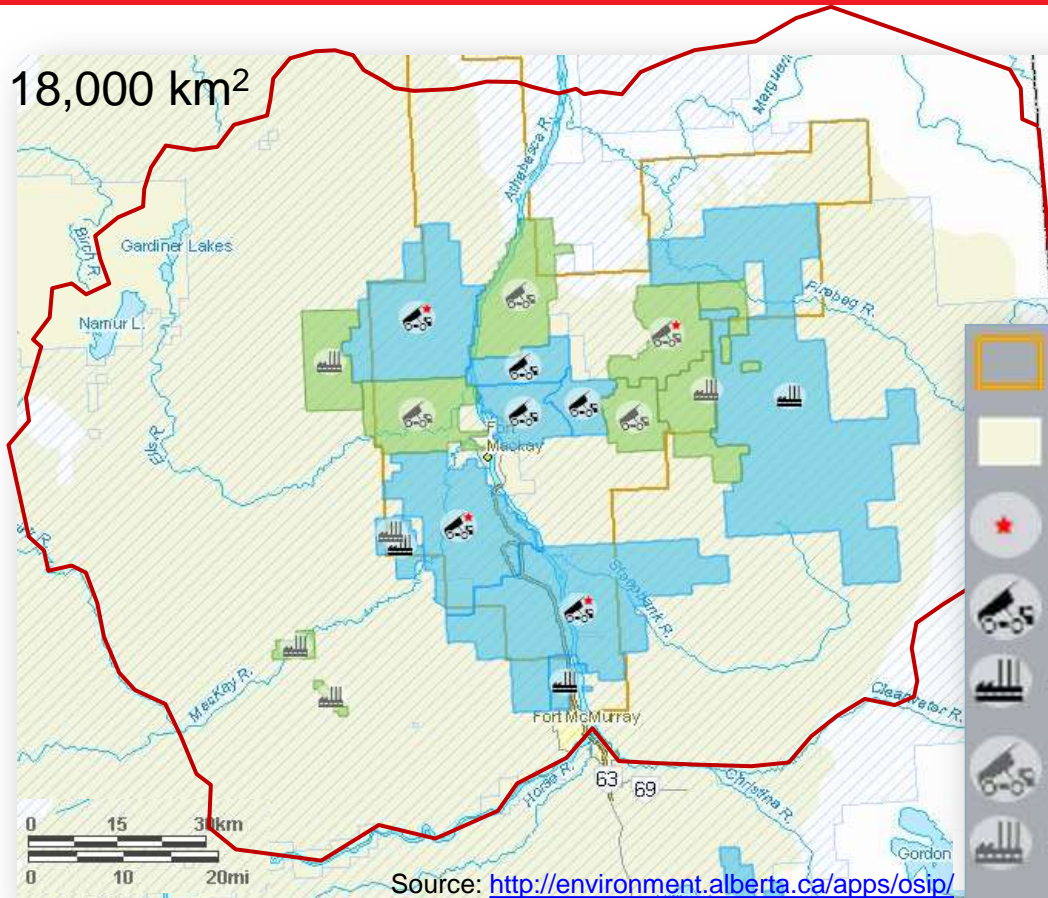 18,000 km²
Athabasca R.
Birch R.
Gardiner Lakes
Namur L.
Firebag R.
Ells R.
Fort
Mackay
Steepbank R.
MacKay R.
Clearwater R.
Fort McMurray
Horse R.
63
69
Christina R.
0 15 30km
0 10 20mi
Gordon
Source: http://environment.alberta.ca/apps/osip/